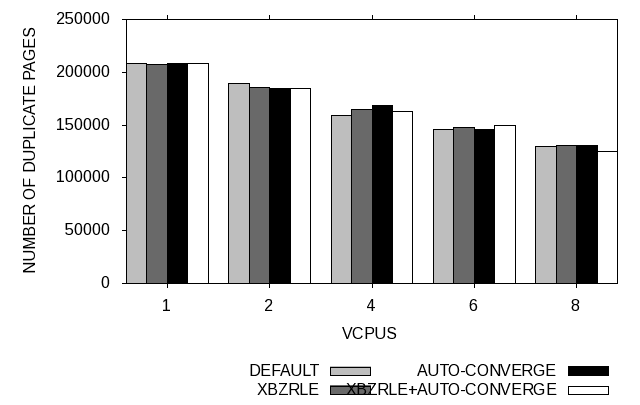 250000
200000
150000
100000
50000
0
NUMBER OF DUPLICATE PAGES
1 2 4 6 8
VCPUS
DEFAULT AUTO-CONVERGE
XBZRLE XBZRLE+AUTO-CONVERGE